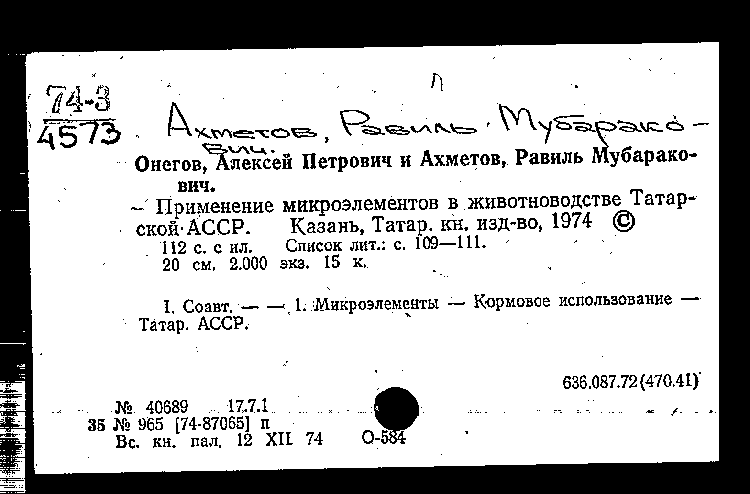 п
74-3
4573
Ахметов, Равиль Мубарако-
вич.
Онегов, Алексей Петрович и Ахметов, Равиль Мубарако-
вич.
— Применение микроэлементов в животноводстве Татар-
ской АССР. Казань, Татар. кн. изд-во, 1974 ©
112 с. с ил. Список лит.: с. 109—111.
20 см. 2.000 экз. 15 к.
I. Соавт. — — 1. Микроэлементы — Кормовое использование —
Татар. АССР.
636.087.72(470.41)
№ 40689 17.7.1
35 № 965 [74-87065] п
Вс. кн. пал. 12 XII 74 О-584